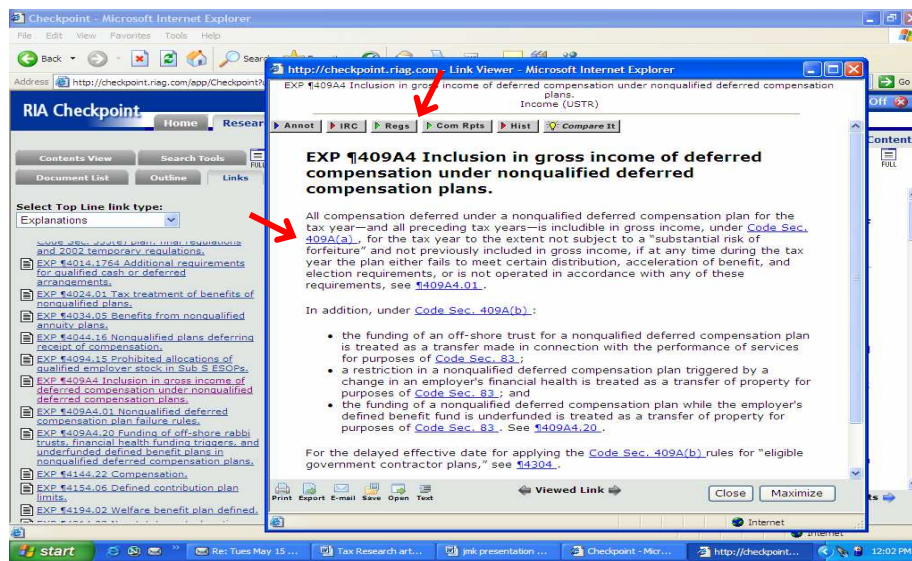 Checkpoint - Microsoft Internet Explorer
File Edit View Favorites Tools Help
Back
Address http://checkpoint.riag.com/app/Checkpoint
Go
RIA Checkpoint
Home
Off
Content
Contents View Search Tools
FULL
Document List Outline Links
FULL
Select Top Line link type:
Explanations
and 2002 temporary regulations.
EXP ¶4014.1764 Additional requirements
for qualified cash or deferred
arrangements.
EXP ¶4024.01 Tax treatment of benefits of
nonqualified plans.
EXP ¶4034.05 Benefits from nonqualified
annuity plans.
EXP ¶4044.16 Nonqualified plans deferring
receipt of compensation.
EXP ¶4094.15 Prohibited allocations of
qualified employer stock in Sub S ESOPs.
EXP ¶409A4 Inclusion in gross income of
deferred compensation under nonqualified
deferred compensation plans.
EXP ¶409A4.01 Nonqualified deferred
compensation plan failure rules.
EXP ¶409A4.20 Funding of off-shore rabbi
trusts, financial health funding triggers, and
underfunded defined benefit plans in
nonqualified deferred compensation plans.
EXP ¶4144.22 Compensation.
EXP ¶4154.06 Defined contribution plan
limits.
EXP ¶4194.02 Welfare benefit plan defined.
http://checkpoint.riag.com - Link Viewer - Microsoft Internet Explorer
EXP ¶409A4 Inclusion in gross income of deferred compensation under nonqualified deferred compensation
plans.
Income (USTR)
Annot IRC Regs Com Rpts Hist Compare It
EXP ¶409A4 Inclusion in gross income of deferred
compensation under nonqualified deferred
compensation plans.
All compensation deferred under a nonqualified deferred compensation plan for the
tax year—and all preceding tax years—is includible in gross income, under Code Sec.
409A(a) , for the tax year to the extent not subject to a “substantial risk of
forfeiture” and not previously included in gross income, if at any time during the tax
year the plan either fails to meet certain distribution, acceleration of benefit, and
election requirements, or is not operated in accordance with any of these
requirements, see ¶409A4.01 .
In addition, under Code Sec. 409A(b) :
• the funding of an off-shore trust for a nonqualified deferred compensation plan
is treated as a transfer made in connection with the performance of services
for purposes of Code Sec. 83 ;
• a restriction in a nonqualified deferred compensation plan triggered by a
change in an employer's financial health is treated as a transfer of property for
purposes of Code Sec. 83 ; and
• the funding of a nonqualified deferred compensation plan while the employer's
defined benefit fund is underfunded is treated as a transfer of property for
purposes of Code Sec. 83 . See ¶409A4.20 .
For the delayed effective date for applying the Code Sec. 409A(b) rules for “eligible
government contractor plans,” see ¶4304 .
Print Export E-mail Save Open Text
Viewed Link
Close Maximize
Internet
start
Re: Tues May 15 ... Tax Research art... jmk presentation ... Checkpoint - Micr... http://checkpoint... 12:02 PM